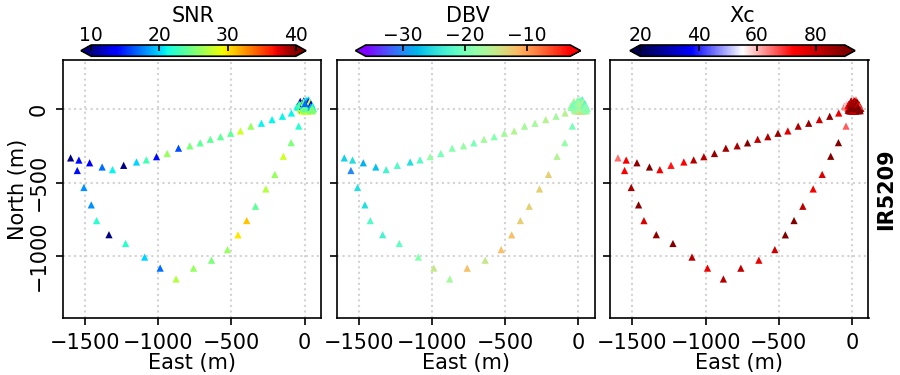 SNR DBV Xc
10 20 30 40 −30 −20 −10 20 40 60 80
0
−500
−1000
North (m)
IR5209
−1500 −1000 −500 0 −1500 −1000 −500 0 −1500 −1000 −500 0
East (m) East (m) East (m)